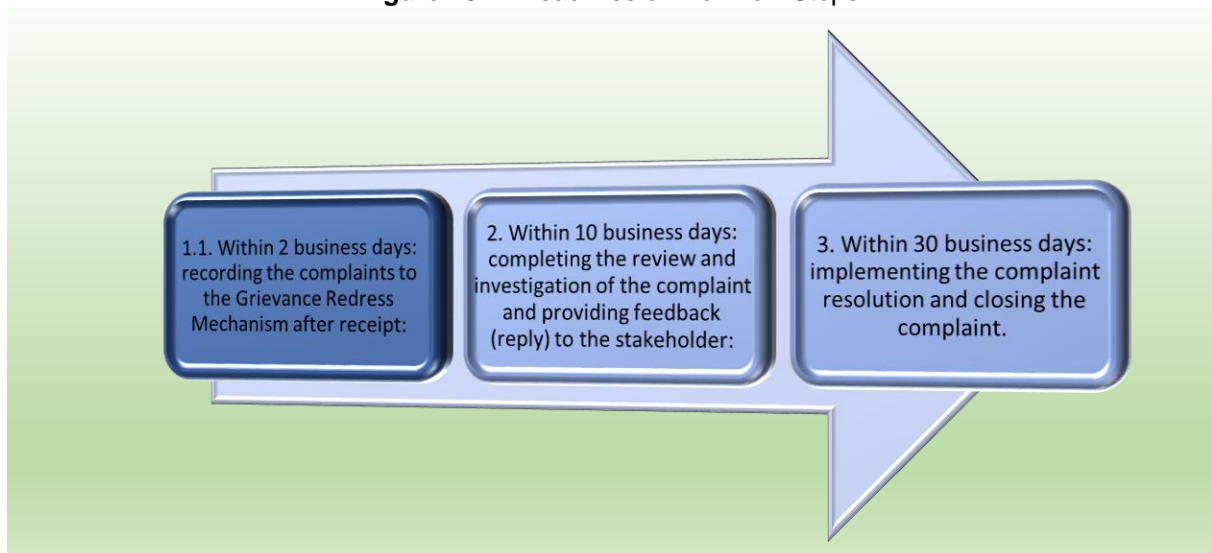 1.1. Within 2 business days:
recording the complaints to
the Grievance Redress
Mechanism after receipt:
2. Within 10 business days:
completing the review and
investigation of the complaint
and providing feedback
(reply) to the stakeholder:
3. Within 30 business days:
implementing the complaint
resolution and closing the
complaint.